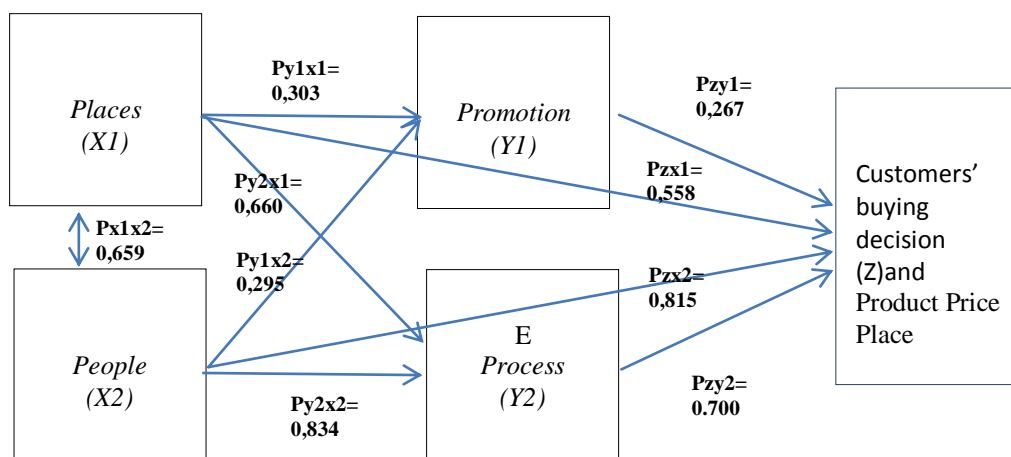 Places
(X1)
Py1x1=
0,303
Promotion
(Y1)
Pzy1=
0,267
Pzx1=
0,558
Py2x1=
0,660
Px1x2=
0,659
Py1x2=
0,295
Pzx2=
0,815
People
(X2)
Py2x2=
0,834
E
Process
(Y2)
Pzy2=
0.700
Customers’
buying
decision
(Z)and
Product Price
Place